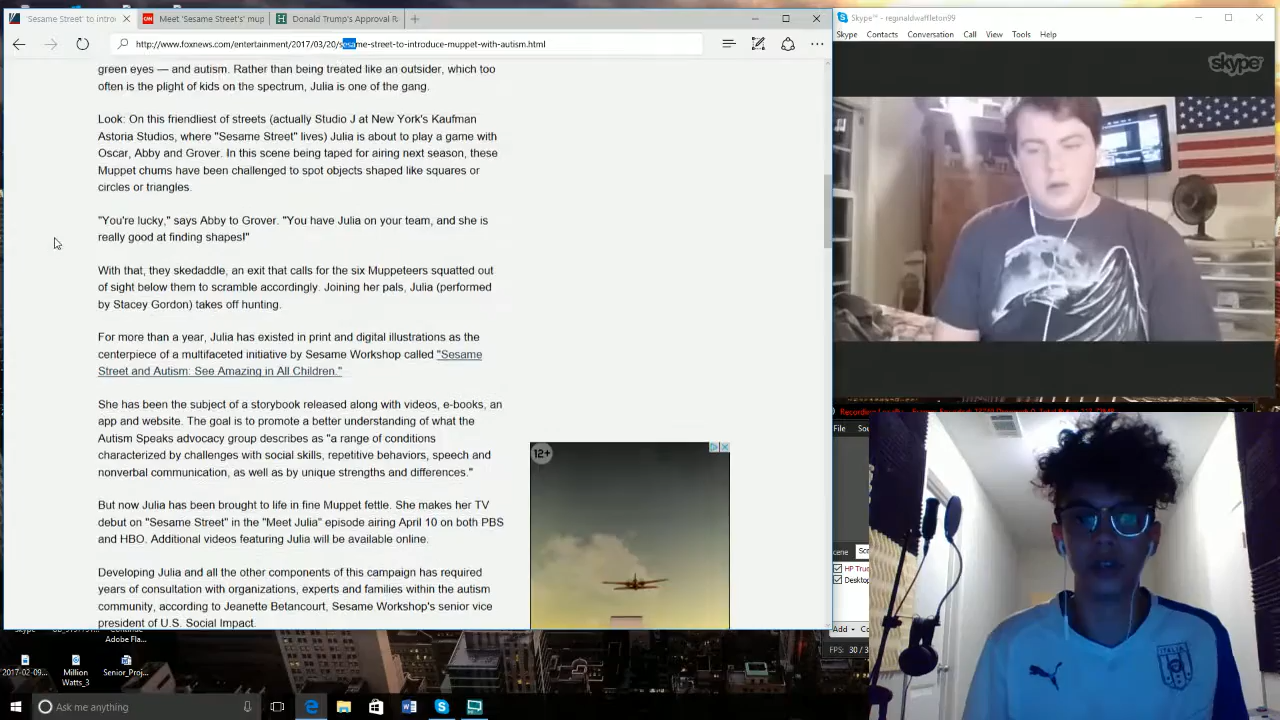 Sesame Street' to intro
Meet 'Sesame Street's' mup
Donald Trump's Approval R
http://www.foxnews.com/entertainment/2017/03/20/sesame-street-to-introduce-muppet-with-autism.html
green eyes — and autism. Rather than being treated like an outsider, which too
often is the plight of kids on the spectrum, Julia is one of the gang.
Look: On this friendliest of streets (actually Studio J at New York's Kaufman
Astoria Studios, where "Sesame Street" lives) Julia is about to play a game with
Oscar, Abby and Grover. In this scene being taped for airing next season, these
Muppet chums have been challenged to spot objects shaped like squares or
circles or triangles.
"You're lucky," says Abby to Grover. "You have Julia on your team, and she is
really good at finding shapes!"
With that, they skedaddle, an exit that calls for the six Muppeteers squatted out
of sight below them to scramble accordingly. Joining her pals, Julia (performed
by Stacey Gordon) takes off hunting.
For more than a year, Julia has existed in print and digital illustrations as the
centerpiece of a multifaceted initiative by Sesame Workshop called "Sesame
Street and Autism: See Amazing in All Children."
She has been the subject of a storybook released along with videos, e-books, an
app and website. The goal is to promote a better understanding of what the
Autism Speaks advocacy group describes as "a range of conditions
characterized by challenges with social skills, repetitive behaviors, speech and
nonverbal communication, as well as by unique strengths and differences."
But now Julia has been brought to life in fine Muppet fettle. She makes her TV
debut on "Sesame Street" in the "Meet Julia" episode airing April 10 on both PBS
and HBO. Additional videos featuring Julia will be available online.
Developing Julia and all the other components of this campaign has required
years of consultation with organizations, experts and families within the autism
community, according to Jeanette Betancourt, Sesame Workshop's senior vice
president of U.S. Social Impact.
12+
Skype™ - reginaldwaffleton99
Skype Contacts Conversation Call View Tools Help
skype
File
cene Scr
HP Tru
Desktop
Add Co
FPS: 30 / 3
ITALIA
Adobe Fla...
2017-02-09...
Million
Watts_3
Senior_Proj...
Ask me anything